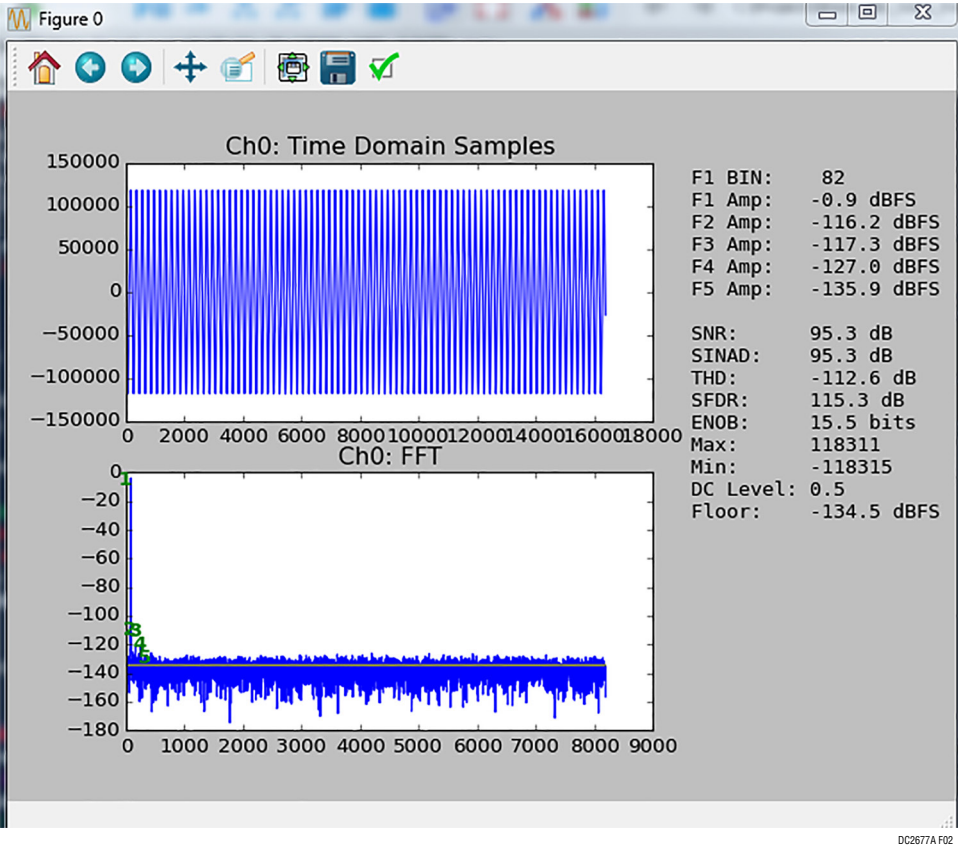 Figure 0
Ch0: Time Domain Samples
150000
100000
50000
0
−50000
−100000
−150000
0 2000 4000 6000 8000 10000 12000 14000 16000 18000
Ch0: FFT
0
−20
−40
−60
−80
−100
−120
−140
−160
−180
1
3
4
5
0 1000 2000 3000 4000 5000 6000 7000 8000 9000
F1 BIN: 82
F1 Amp: -0.9 dBFS
F2 Amp: -116.2 dBFS
F3 Amp: -117.3 dBFS
F4 Amp: -127.0 dBFS
F5 Amp: -135.9 dBFS
SNR: 95.3 dB
SINAD: 95.3 dB
THD: -112.6 dB
SFDR: 115.3 dB
ENOB: 15.5 bits
Max: 118311
Min: -118315
DC Level: 0.5
Floor: -134.5 dBFS
DC2677A F02